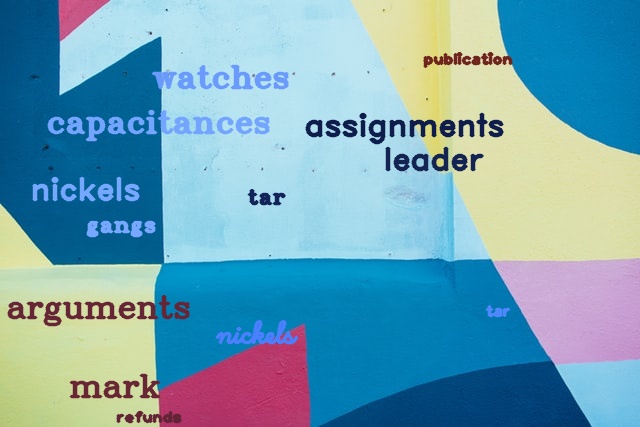 publication
watches
capacitances
assignments
leader
nickels
tar
gangs
arguments
tar
nickels
mark
refunds